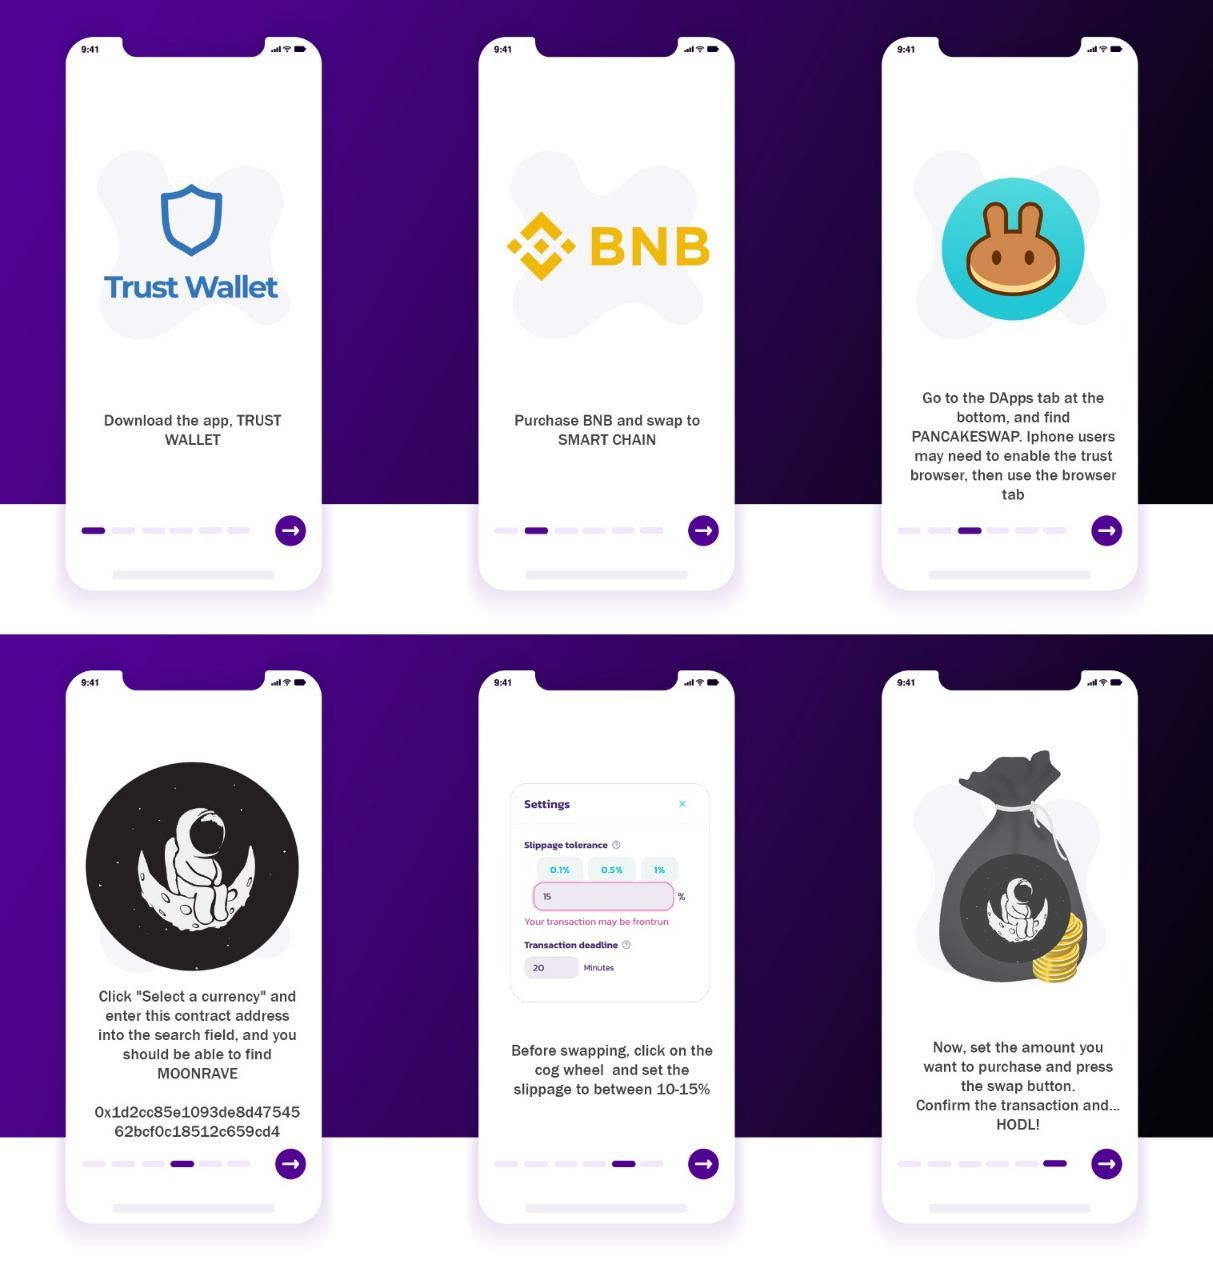 9:41
Trust Wallet
Download the app, TRUST
WALLET
9:41
BNB
Purchase BNB and swap to
SMART CHAIN
9:41
Go to the DApps tab at the
bottom, and find
PANCAKESWAP. Iphone users
may need to enable the trust
browser, then use the browser
tab
9:41
Click "Select a currency" and
enter this contract address
into the search field, and you
should be able to find
MOONRAVE
0x1d2cc85e1093de8d47545
62bcf0c18512c659cd4
9:41
Settings ×
Slippage tolerance ?
0.1% 0.5% 1%
15 %
Your transaction may be frontrun
Transaction deadline ?
20 Minutes
Before swapping, click on the
cog wheel and set the
slippage to between 10-15%
9:41
Now, set the amount you
want to purchase and press
the swap button.
Confirm the transaction and...
HODL!